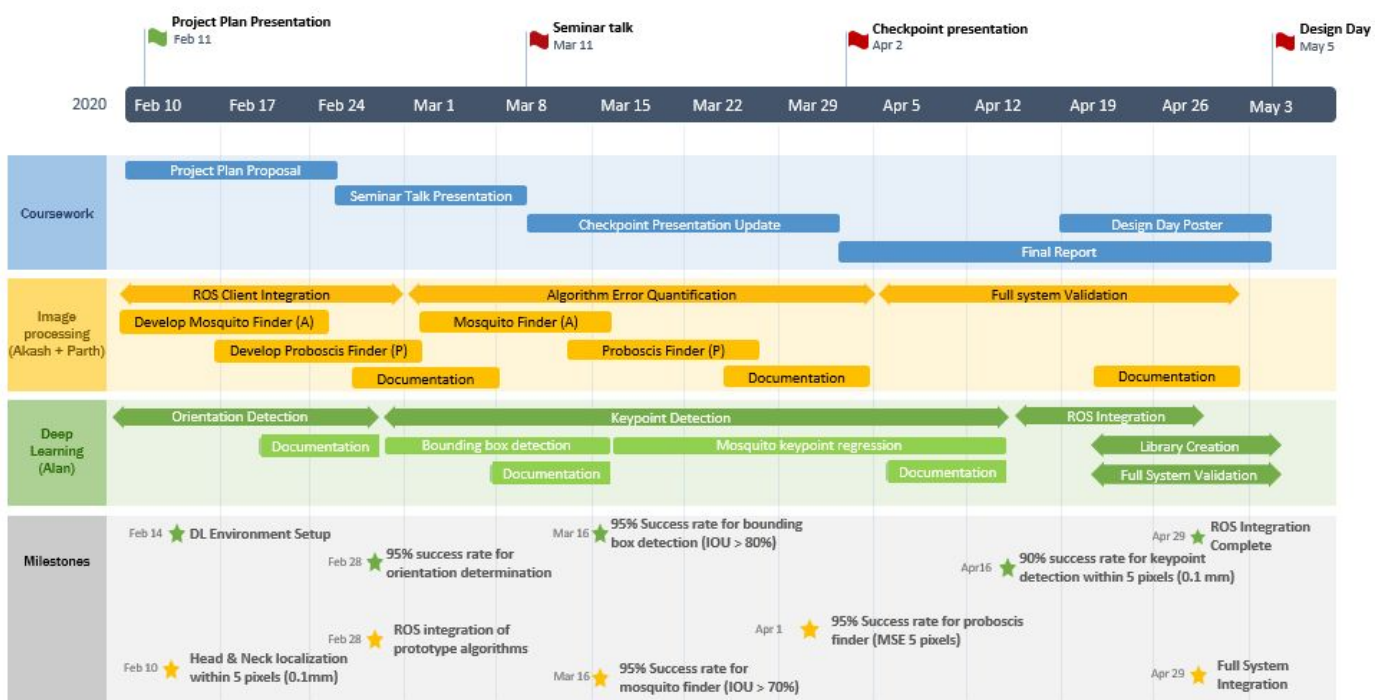 Project Plan Presentation
Feb 11
Seminar talk
Mar 11
Checkpoint presentation
Apr 2
Design Day
May 5
2020
Feb 10 Feb 17 Feb 24 Mar 1 Mar 8 Mar 15 Mar 22 Mar 29 Apr 5 Apr 12 Apr 19 Apr 26 May 3
Coursework
Project Plan Proposal
Seminar Talk Presentation
Checkpoint Presentation Update
Design Day Poster
Final Report
Image
processing
(Akash + Parth)
ROS Client Integration
Algorithm Error Quantification
Full system Validation
Develop Mosquito Finder (A)
Mosquito Finder (A)
Develop Proboscis Finder (P)
Proboscis Finder (P)
Documentation
Documentation
Documentation
Deep
Learning
(Alan)
Orientation Detection
Keypoint Detection
ROS Integration
Documentation
Bounding box detection
Mosquito keypoint regression
Library Creation
Documentation
Documentation
Full System Validation
Milestones
Feb 14
DL Environment Setup
Feb 28
95% success rate for
orientation determination
Mar 16
95% Success rate for bounding
box detection (IOU > 80%)
Apr16
90% success rate for keypoint
detection within 5 pixels (0.1 mm)
Apr 29
ROS Integration
Complete
Feb 10
Head & Neck localization
within 5 pixels (0.1mm)
Feb 28
ROS integration of
prototype algorithms
Mar 16
95% Success rate for
mosquito finder (IOU > 70%)
Apr 1
95% Success rate for proboscis
finder (MSE 5 pixels)
Apr 29
Full System
Integration